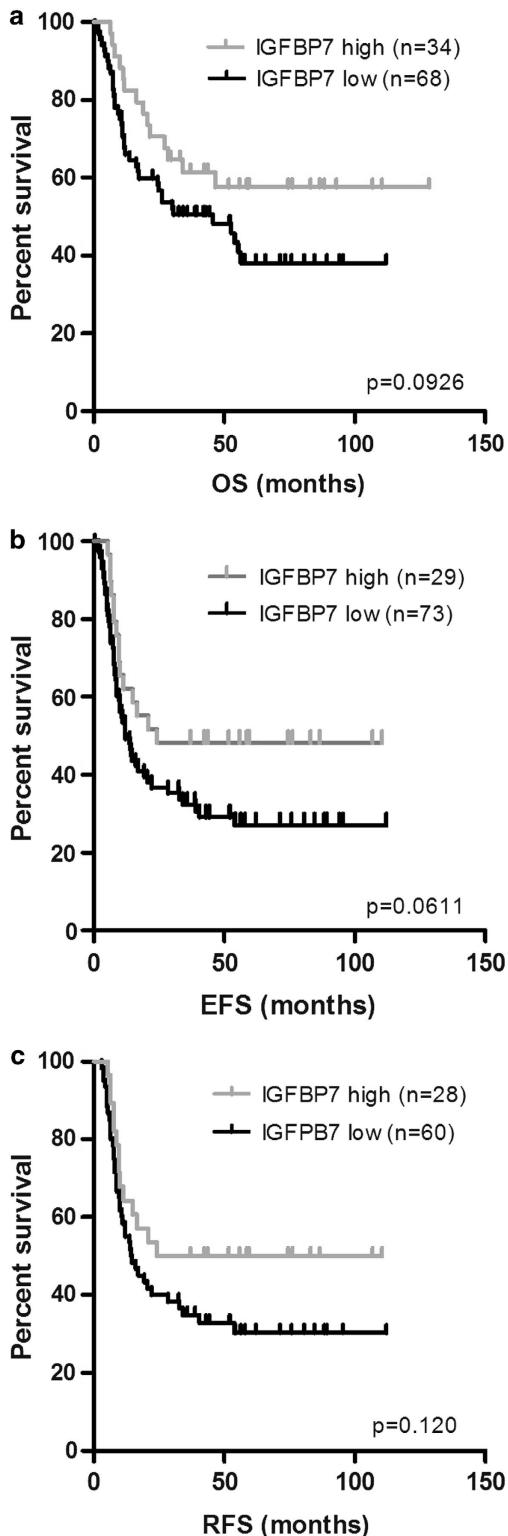 a
100
80
60
40
20
0
Percent survival
IGFBP7 high (n=34)
IGFBP7 low (n=68)
p=0.0926
0 50 100 150
OS (months)
b
100
80
60
40
20
0
Percent survival
IGFBP7 high (n=29)
IGFBP7 low (n=73)
p=0.0611
0 50 100 150
EFS (months)
c
100
80
60
40
20
0
Percent survival
IGFBP7 high (n=28)
IGFPB7 low (n=60)
p=0.120
0 50 100 150
RFS (months)